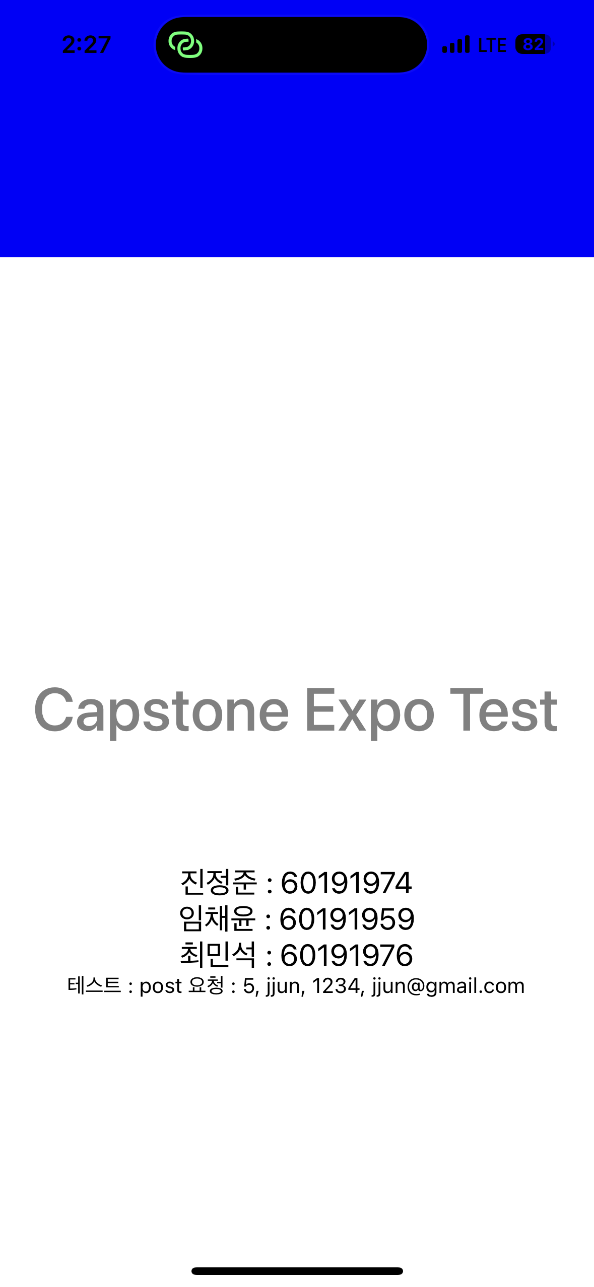 2:27 LTE 82
Capstone Expo Test
진정준 : 60191974
임채윤 : 60191959
최민석 : 60191976
테스트 : post 요청 : 5, jjun, 1234, jjun@gmail.com